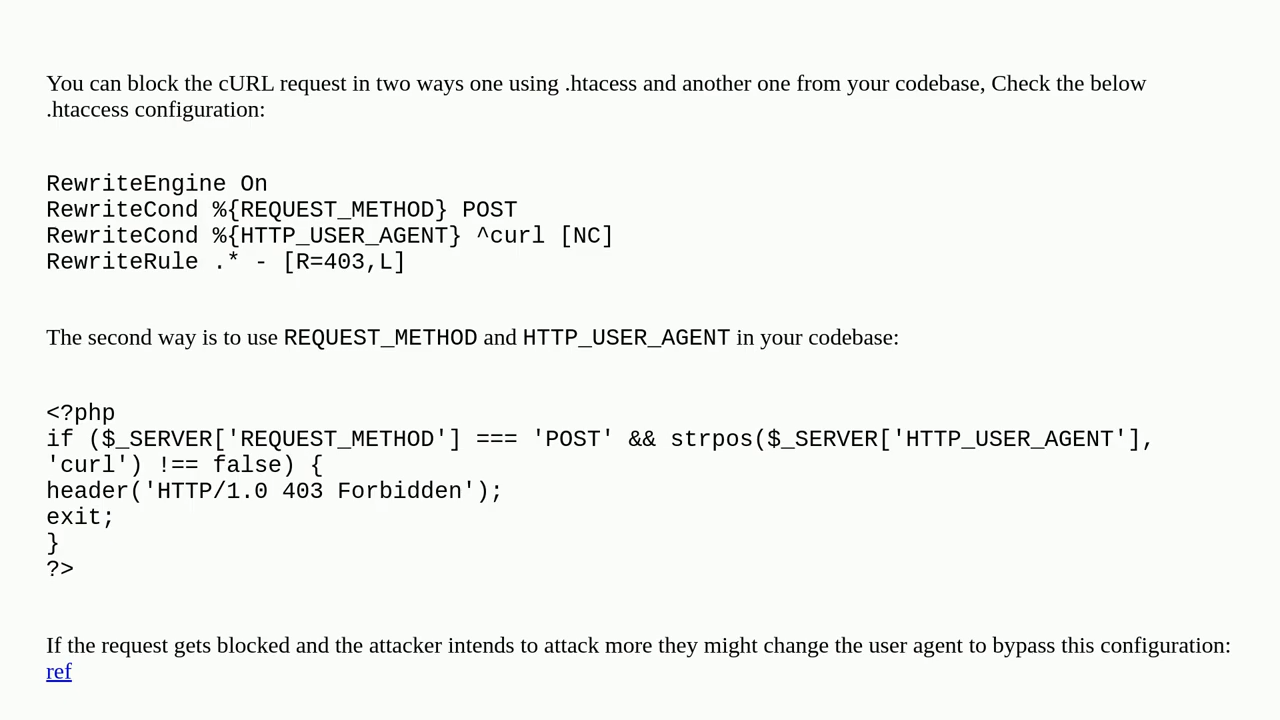 You can block the cURL request in two ways one using .htacess and another one from your codebase, Check the below
.htaccess configuration:
RewriteEngine On
RewriteCond %{REQUEST_METHOD} POST
RewriteCond %{HTTP_USER_AGENT} ^curl [NC]
RewriteRule .* - [R=403,L]
The second way is to use REQUEST_METHOD and HTTP_USER_AGENT in your codebase:
<?php
if ($_SERVER['REQUEST_METHOD'] === 'POST' && strpos($_SERVER['HTTP_USER_AGENT'],
'curl') !== false) {
header('HTTP/1.0 403 Forbidden');
exit;
}
?>
If the request gets blocked and the attacker intends to attack more they might change the user agent to bypass this configuration:
ref